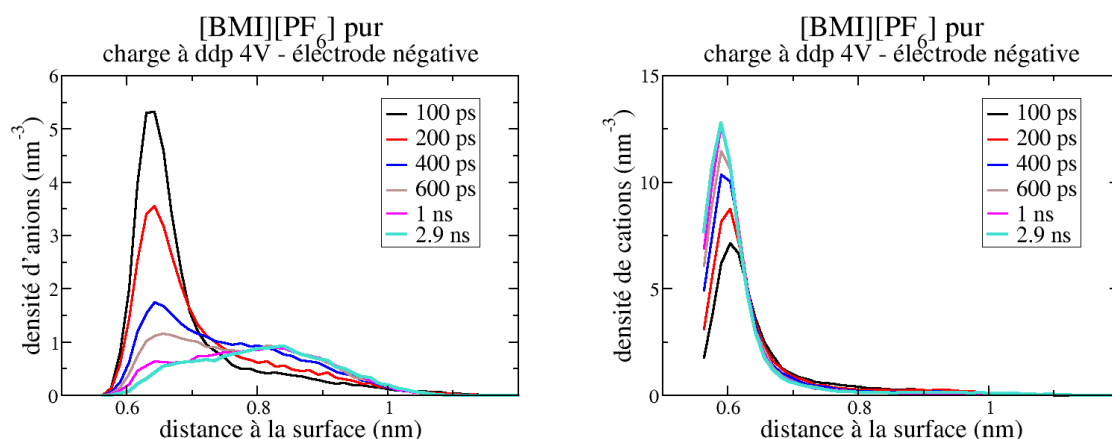 [BMI][PF6] pur
charge à ddp 4V - électrode négative
densité d'anions (nm-3)
6
5
4
3
2
1
0
0.6
0.8
1
distance à la surface (nm)
100 ps
200 ps
400 ps
600 ps
1 ns
2.9 ns
[BMI][PF6] pur
charge à ddp 4V - électrode négative
densité de cations (nm-3)
15
10
5
0
0.6
0.8
1
distance à la surface (nm)
100 ps
200 ps
400 ps
600 ps
1 ns
2.9 ns